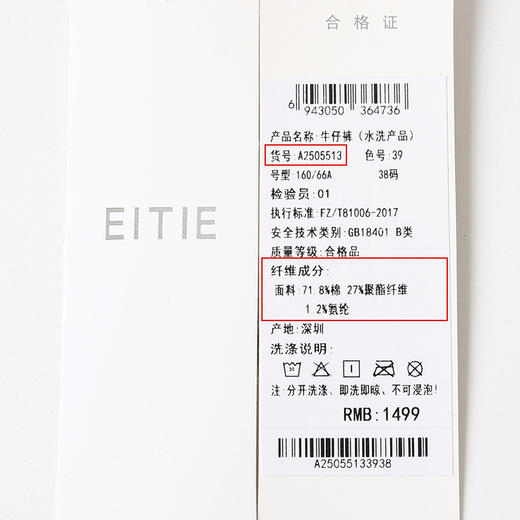 EITIE
合格证
6 943050 364736
产品名称:牛仔裤（水洗产品）
货号:A2505513 色号:39
号型:160/66A 38码
检验员:01
执行标准:FZ/T81006-2017
安全技术类别:GB18401 B类
质量等级:合格品
纤维成分:
面料:71.8%棉 27%聚酯纤维
1.2%氨纶
产地:深圳
洗涤说明:
30
注:分开洗涤、即洗即晾、不可浸泡!
RMB:1499
A25055133938